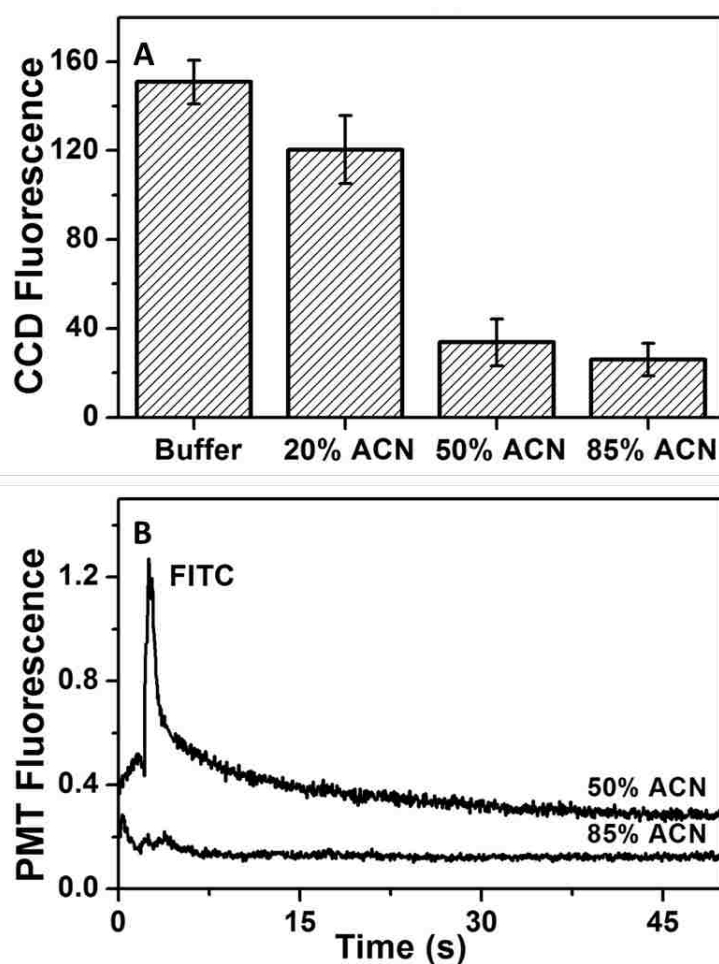 A
CCD Fluorescence
160
120
80
40
0
Buffer 20% ACN 50% ACN 85% ACN
B
FITC
PMT Fluorescence
1.2
0.8
0.4
0.0
50% ACN
85% ACN
0 15 30 45
Time (s)